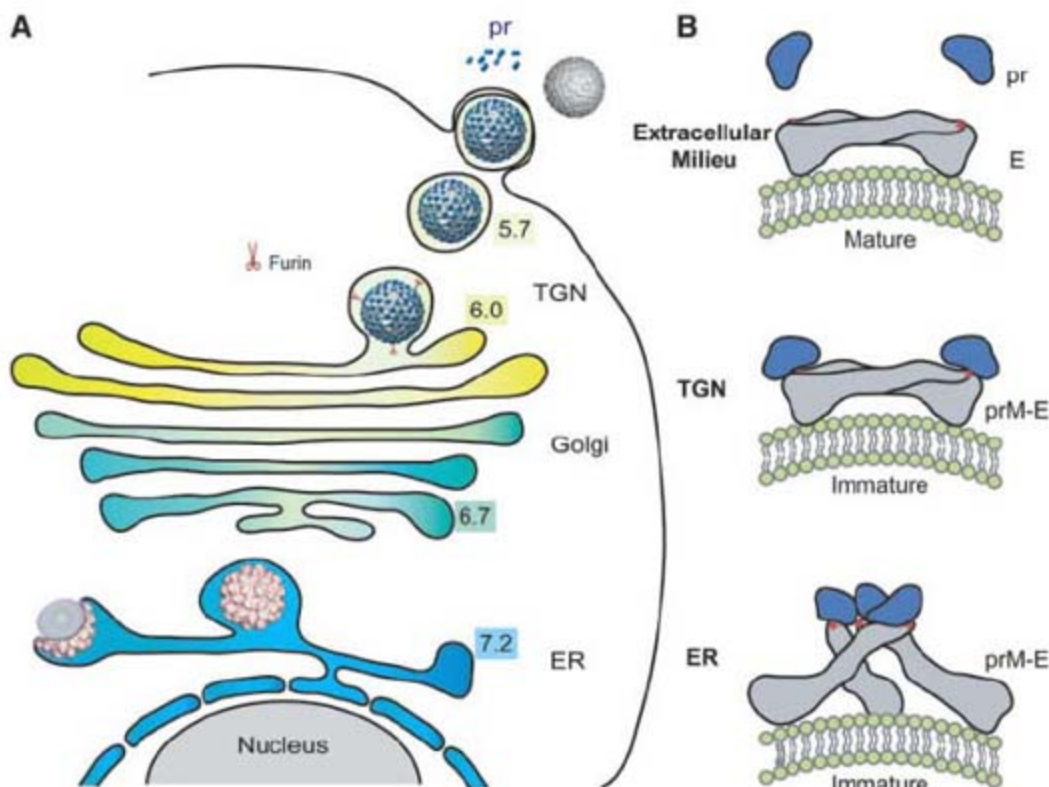 A
pr
5.7
Furin
TGN
6.0
Golgi
6.7
7.2
ER
Nucleus
B
pr
Extracellular
Milieu
E
Mature
TGN
prM-E
Immature
ER
prM-E
Immature